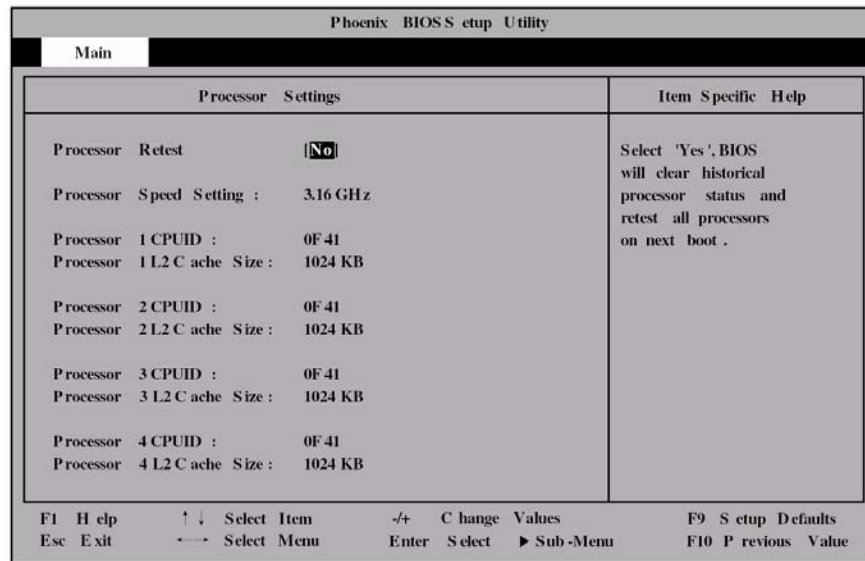 Phoenix BIOS Setup Utility
Main
Processor Settings
Item Specific Help
Processor Retest [No]
Processor Speed Setting : 3.16 GHz
Processor 1 CPUID : 0F41
Processor 1 L2 Cache Size : 1024 KB
Processor 2 CPUID : 0F41
Processor 2 L2 Cache Size : 1024 KB
Processor 3 CPUID : 0F41
Processor 3 L2 Cache Size : 1024 KB
Processor 4 CPUID : 0F41
Processor 4 L2 Cache Size : 1024 KB
Select 'Yes', BIOS
will clear historical
processor status and
retest all processors
on next boot .
F1 Help ↑ ↓ Select Item -/+ Change Values F9 Setup Defaults
Esc Exit ←→ Select Menu Enter Select ▶ Sub-Menu F10 Previous Value